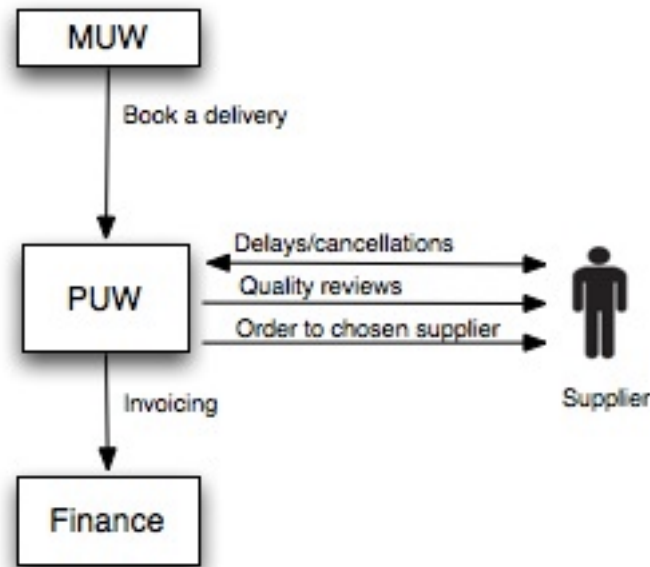 MUW
Book a delivery
Delays/cancellations
PUW
Quality reviews
Order to chosen supplier
Supplier
Invoicing
Finance